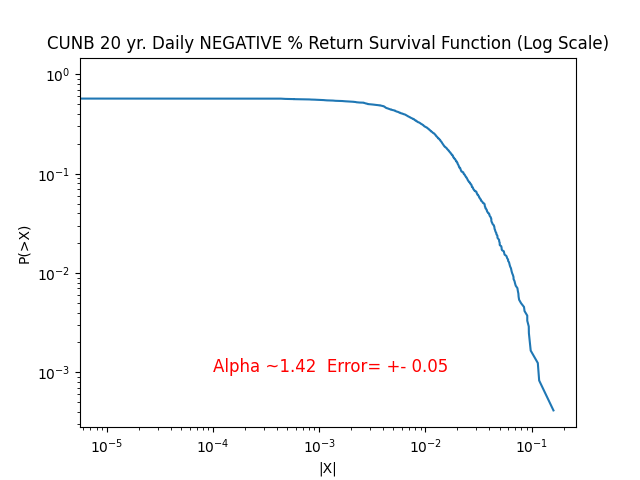 CUNB 20 yr. Daily NEGATIVE % Return Survival Function (Log Scale)
10⁰
10⁻¹
10⁻²
10⁻³
P(>X)
Alpha ~1.42  Error= +- 0.05
10⁻⁵ 10⁻⁴ 10⁻³ 10⁻² 10⁻¹
|X|